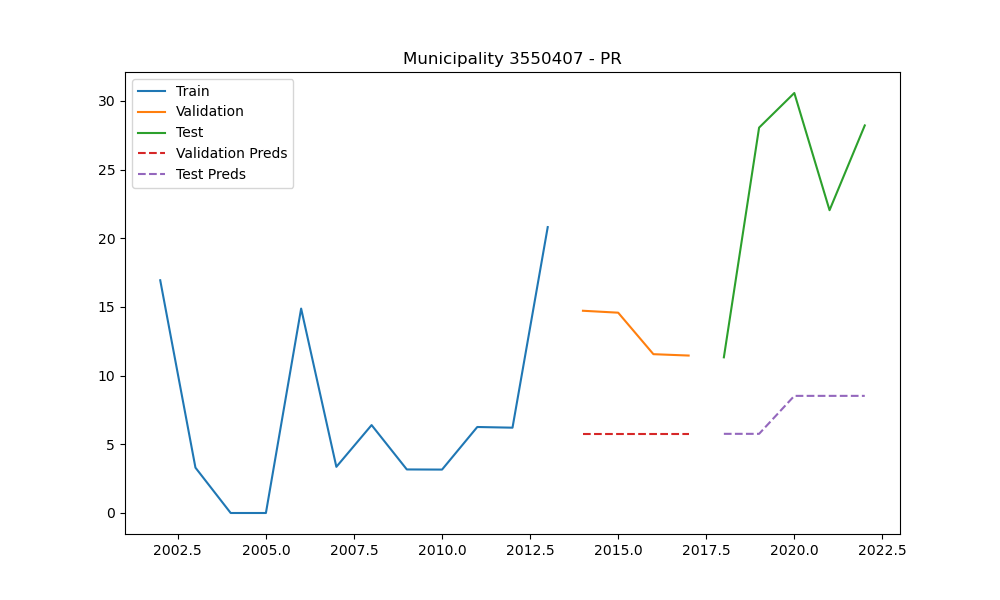 Municipality 3550407 - PR
Train
Validation
Test
Validation Preds
Test Preds
30
25
20
15
10
5
0
2002.5 2005.0 2007.5 2010.0 2012.5 2015.0 2017.5 2020.0 2022.5